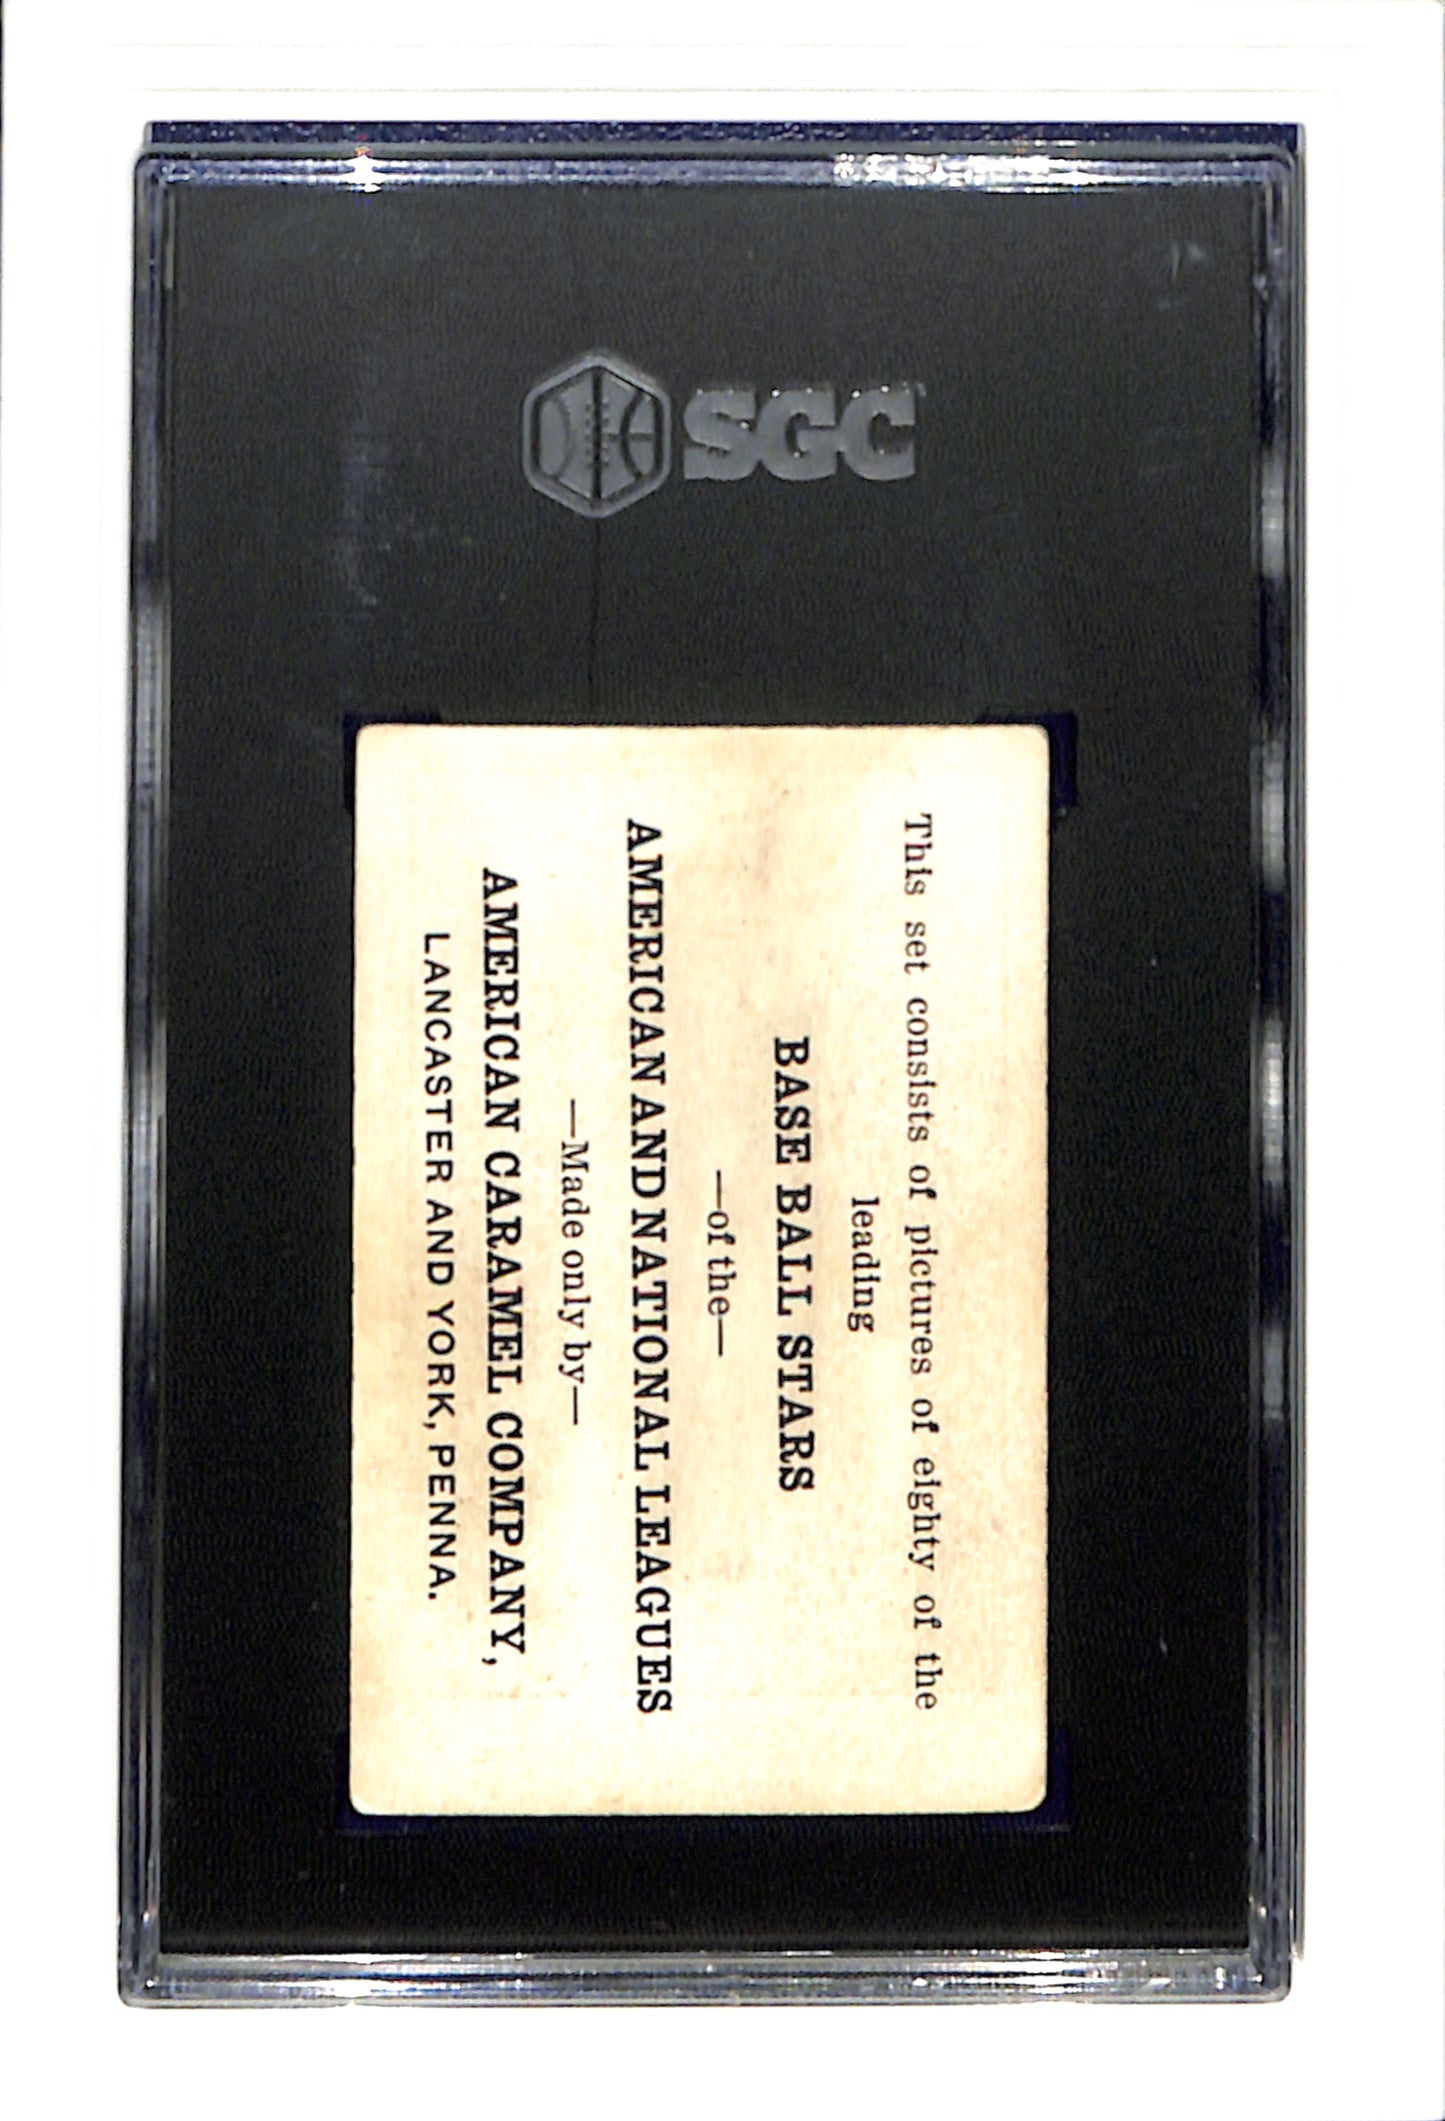 SGC
This set consists of pictures of eighty of the
leading
BASE BALL STARS
—of the—
AMERICAN AND NATIONAL LEAGUES
—Made only by—
AMERICAN CARAMEL COMPANY,
LANCASTER AND YORK, PENNA.